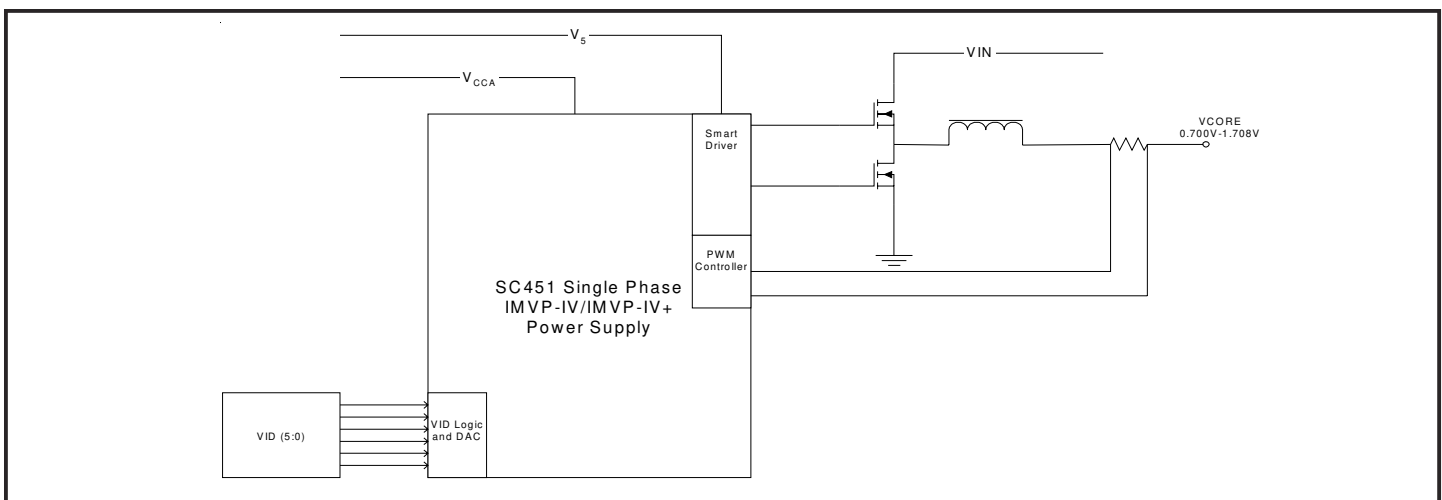 V5
VIN
VCCA
Smart
Driver
VCORE
0.700V-1.708V
PWM
Controller
SC451 Single Phase
IMVP-IV/IMVP-IV+
Power Supply
VID (5:0)
VID Logic
and DAC